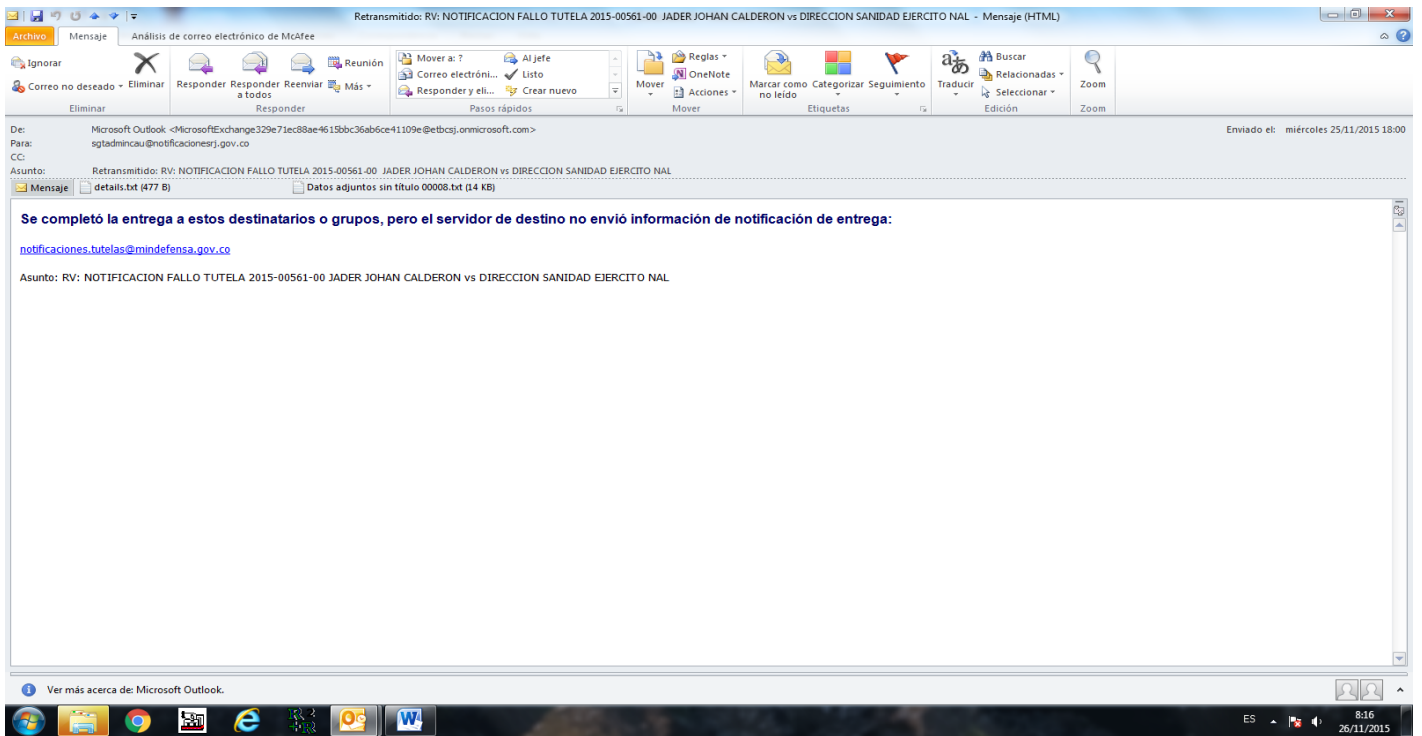 Retransmitido: RV: NOTIFICACION FALLO TUTELA 2015-00561-00 JADER JOHAN CALDERON vs DIRECCION SANIDAD EJERCITO NAL - Mensaje (HTML)
Archivo Mensaje Análisis de correo electrónico de McAfee
Ignorar
Correo no deseado
Eliminar
Eliminar
Responder
Responder a todos
Reenviar
Reunión
Más
Responder
Mover a: ?
Correo electróni...
Responder y eli...
Al jefe
Listo
Crear nuevo
Pasos rápidos
Mover
Reglas
OneNote
Acciones
Mover
Marcar como no leído
Categorizar
Seguimiento
Etiquetas
Traducir
Buscar
Relacionadas
Seleccionar
Edición
Zoom
Zoom
De: Microsoft Outlook <MicrosoftExchange329e71ec88ae4615bbc36ab6ce41109e@etbcsj.onmicrosoft.com>
Enviado el: miércoles 25/11/2015 18:00
Para: sgtadmincau@notificacionesrj.gov.co
CC:
Asunto: Retransmitido: RV: NOTIFICACION FALLO TUTELA 2015-00561-00 JADER JOHAN CALDERON vs DIRECCION SANIDAD EJERCITO NAL
Mensaje details.txt (477 B) Datos adjuntos sin título 00008.txt (14 KB)
Se completó la entrega a estos destinatarios o grupos, pero el servidor de destino no envió información de notificación de entrega:
notificaciones.tutelas@mindefensa.gov.co
Asunto: RV: NOTIFICACION FALLO TUTELA 2015-00561-00 JADER JOHAN CALDERON vs DIRECCION SANIDAD EJERCITO NAL
Ver más acerca de: Microsoft Outlook.
ES
8:16
26/11/2015